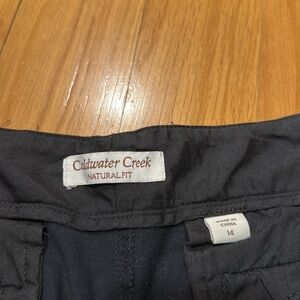 Coldwater Creek
NATURAL FIT
MADE IN
CHINA
14